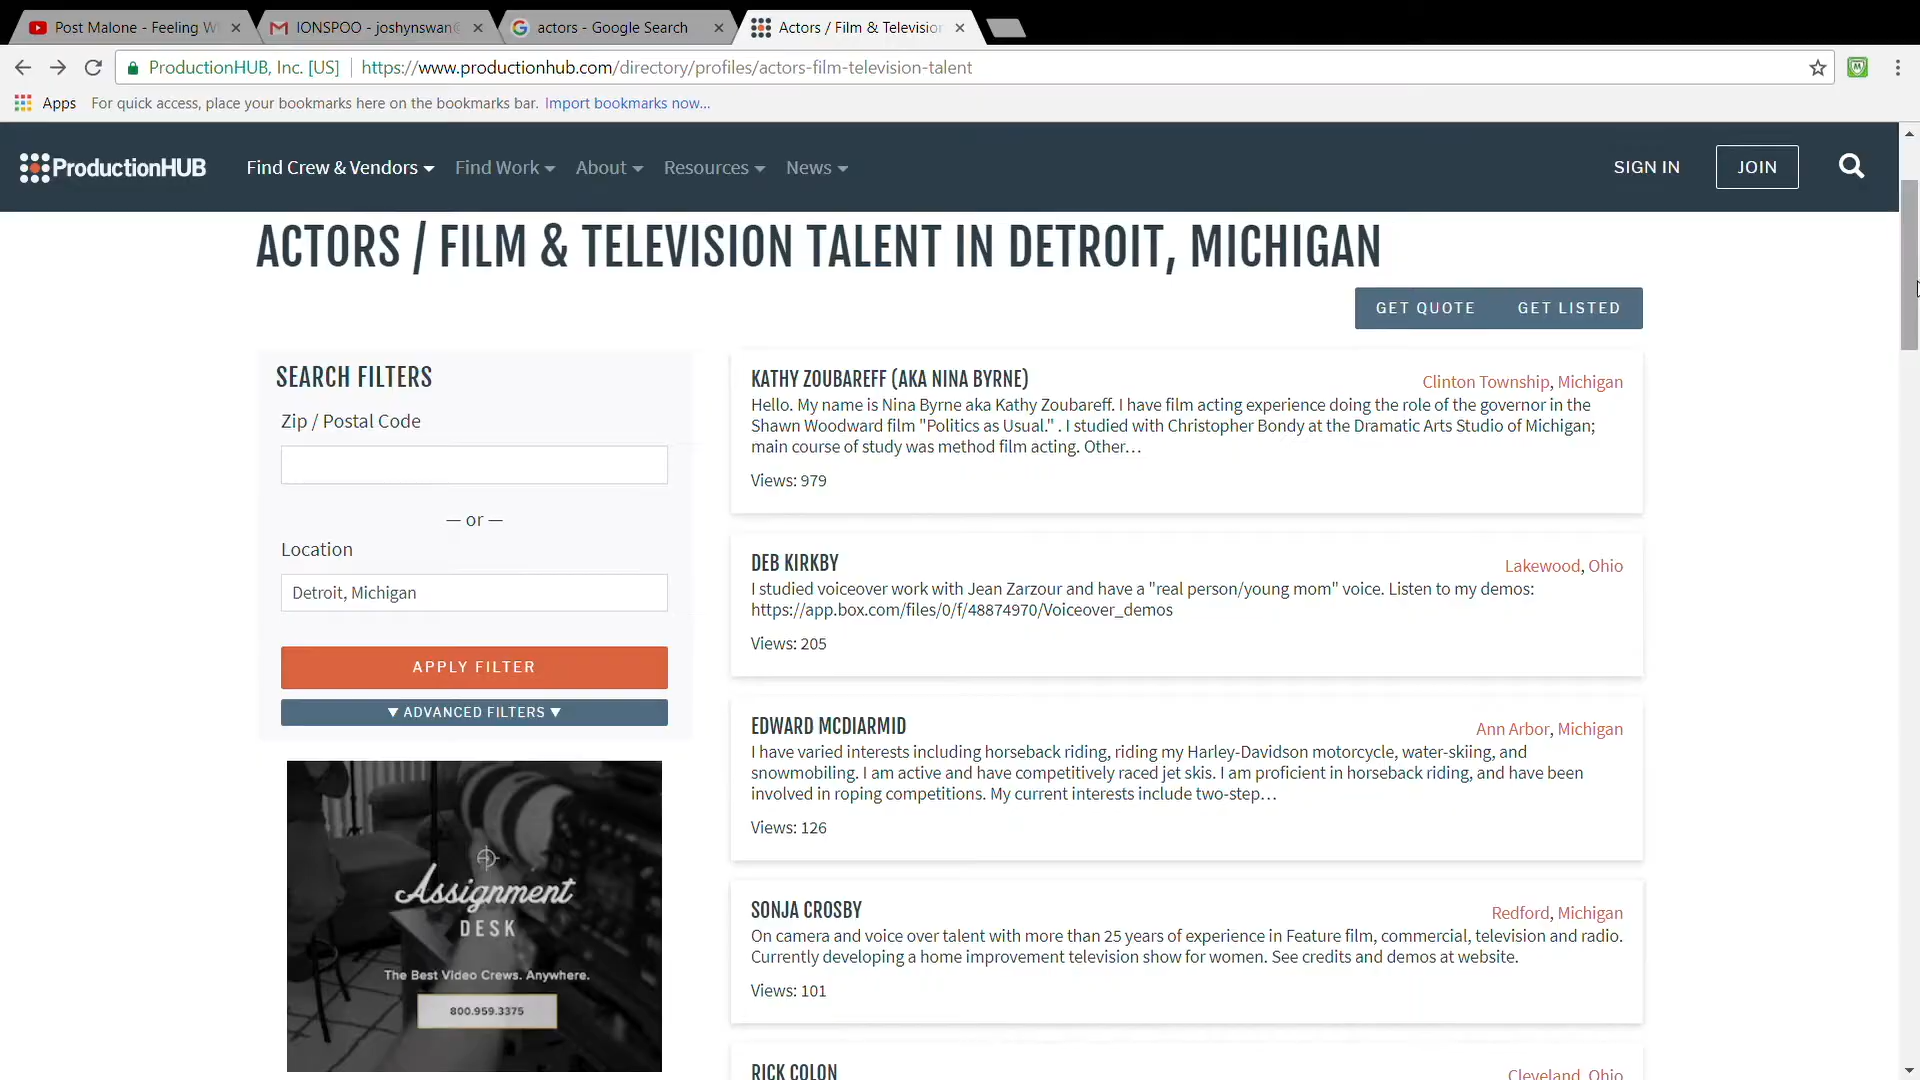 Post Malone - Feeling W
IONSPOO - joshynswan@
actors - Google Search
Actors / Film & Television
ProductionHUB, Inc. [US]
https://www.productionhub.com/directory/profiles/actors-film-television-talent
Apps
For quick access, place your bookmarks here on the bookmarks bar. Import bookmarks now...
ProductionHUB
Find Crew & Vendors
Find Work
About
Resources
News
SIGN IN
JOIN
ACTORS / FILM & TELEVISION TALENT IN DETROIT, MICHIGAN
GET QUOTE
GET LISTED
SEARCH FILTERS
Zip / Postal Code
— or —
Location
Detroit, Michigan
APPLY FILTER
▼ ADVANCED FILTERS ▼
Assignment
DESK
The Best Video Crews. Anywhere.
800.959.3375
KATHY ZOUBAREFF (AKA NINA BYRNE)
Clinton Township, Michigan
Hello. My name is Nina Byrne aka Kathy Zoubareff. I have film acting experience doing the role of the governor in the
Shawn Woodward film "Politics as Usual." . I studied with Christopher Bondy at the Dramatic Arts Studio of Michigan;
main course of study was method film acting. Other…
Views: 979
DEB KIRKBY
Lakewood, Ohio
I studied voiceover work with Jean Zarzour and have a "real person/young mom" voice. Listen to my demos:
https://app.box.com/files/0/f/48874970/Voiceover_demos
Views: 205
EDWARD MCDIARMID
Ann Arbor, Michigan
I have varied interests including horseback riding, riding my Harley-Davidson motorcycle, water-skiing, and
snowmobiling. I am active and have competitively raced jet skis. I am proficient in horseback riding, and have been
involved in roping competitions. My current interests include two-step…
Views: 126
SONJA CROSBY
Redford, Michigan
On camera and voice over talent with more than 25 years of experience in Feature film, commercial, television and radio.
Currently developing a home improvement television show for women. See credits and demos at website.
Views: 101
RICK COLON
Cleveland, Ohio